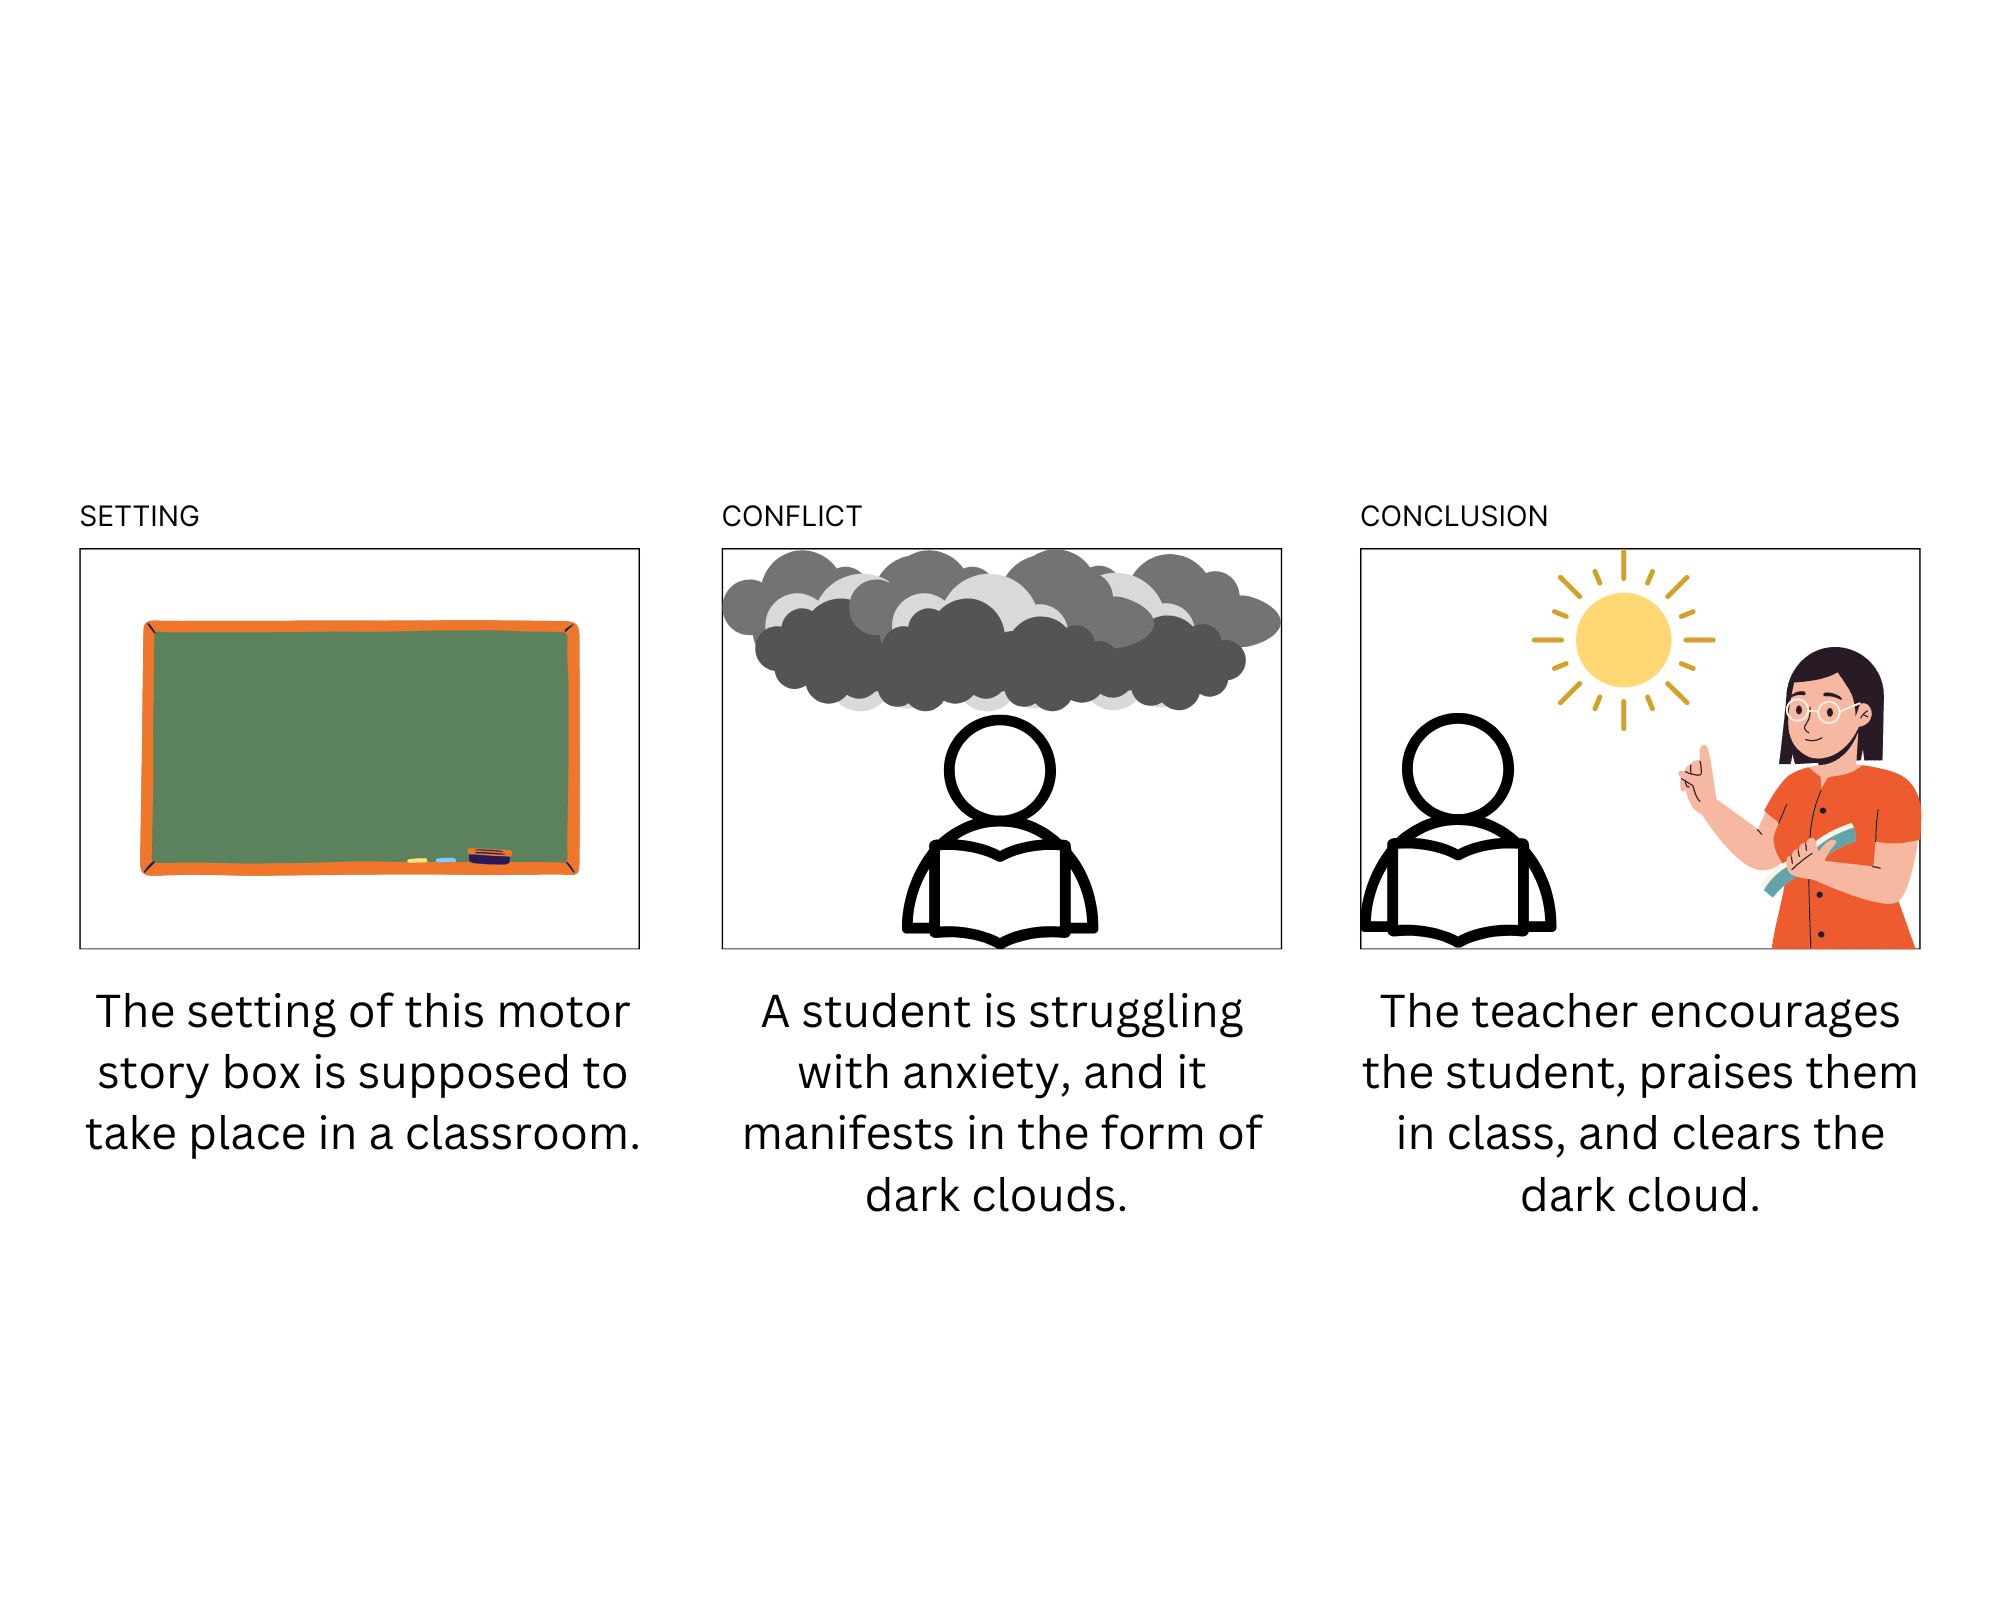 SETTING
The setting of this motor
story box is supposed to
take place in a classroom.
CONFLICT
A student is struggling
with anxiety, and it
manifests in the form of
dark clouds.
CONCLUSION
The teacher encourages
the student, praises them
in class, and clears the
dark cloud.